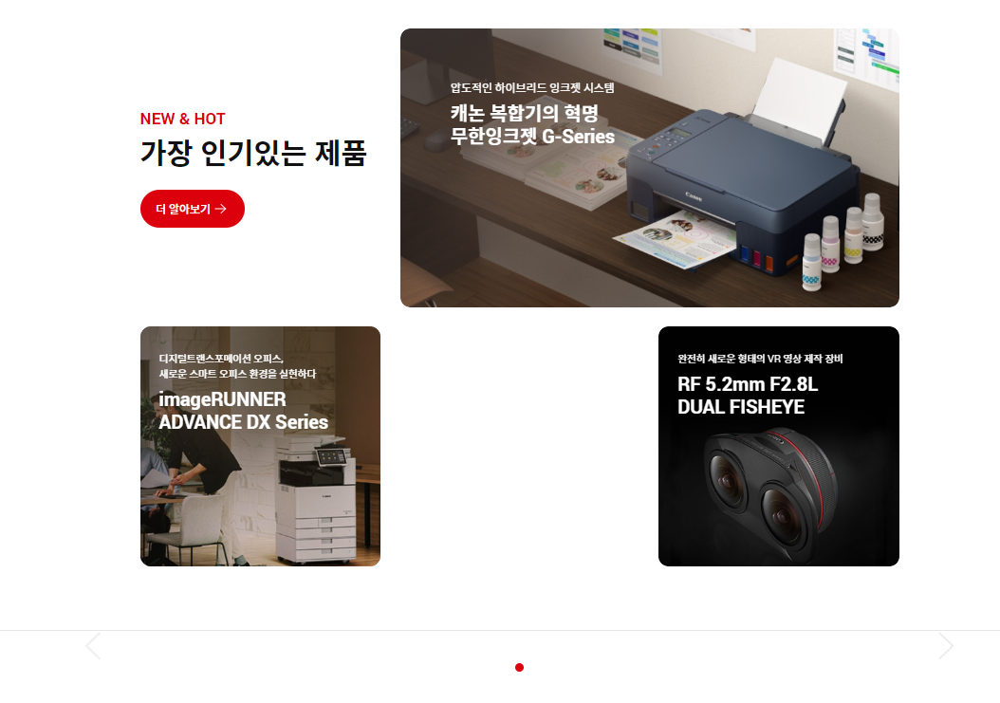 NEW & HOT
가장 인기있는 제품
더 알아보기
압도적인 하이브리드 잉크젯 시스템
캐논 복합기의 혁명
무한잉크젯 G-Series
Canon
디지털트랜스포메이션 오피스,
새로운 스마트 오피스 환경을 실현하다
imageRUNNER
ADVANCE DX Series
Canon
완전히 새로운 형태의 VR 영상 제작 장비
RF 5.2mm F2.8L
DUAL FISHEYE